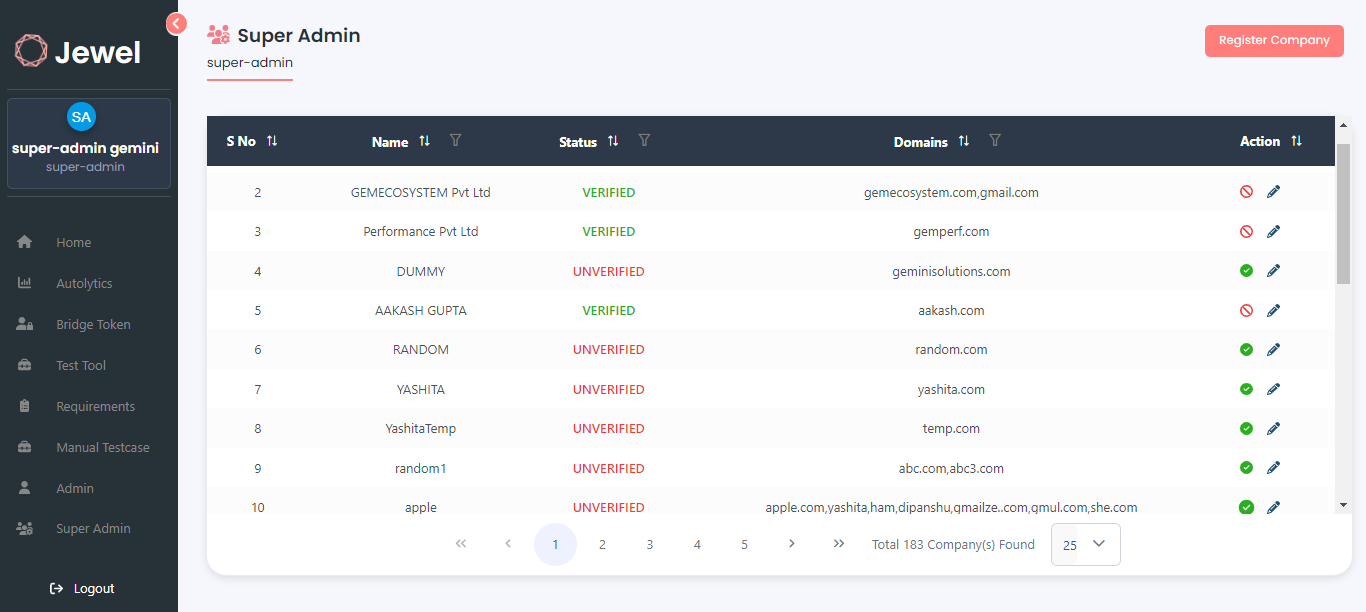 Jewel
SA
super-admin gemini
super-admin
Home
Autolytics
Bridge Token
Test Tool
Requirements
Manual Testcase
Admin
Super Admin
Logout
Super Admin
super-admin
Register Company
S No Name Status Domains Action
2 GEMECOSYSTEM Pvt Ltd VERIFIED gemecosystem.com,gmail.com
3 Performance Pvt Ltd VERIFIED gemperf.com
4 DUMMY UNVERIFIED geminisolutions.com
5 AAKASH GUPTA VERIFIED aakash.com
6 RANDOM UNVERIFIED random.com
7 YASHITA UNVERIFIED yashita.com
8 YashitaTemp UNVERIFIED temp.com
9 random1 UNVERIFIED abc.com,abc3.com
10 apple UNVERIFIED apple.com,yashita,ham,dipanshu,gmailze..com,gmul.com,she.com
1 2 3 4 5 Total 183 Company(s) Found 25